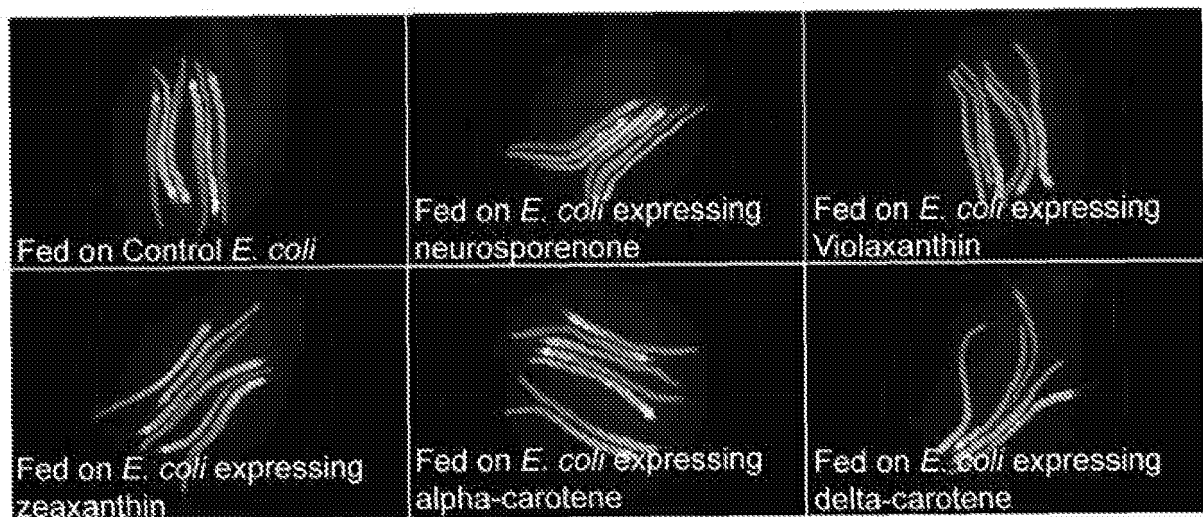 Fed on Control E. coli
Fed on E. coli expressing
neurosporenone
Fed on E. coli expressing
Violaxanthin
Fed on E. coli expressing
zeaxanthin
Fed on E. coli expressing
alpha-carotene
Fed on E. coli expressing
delta-carotene